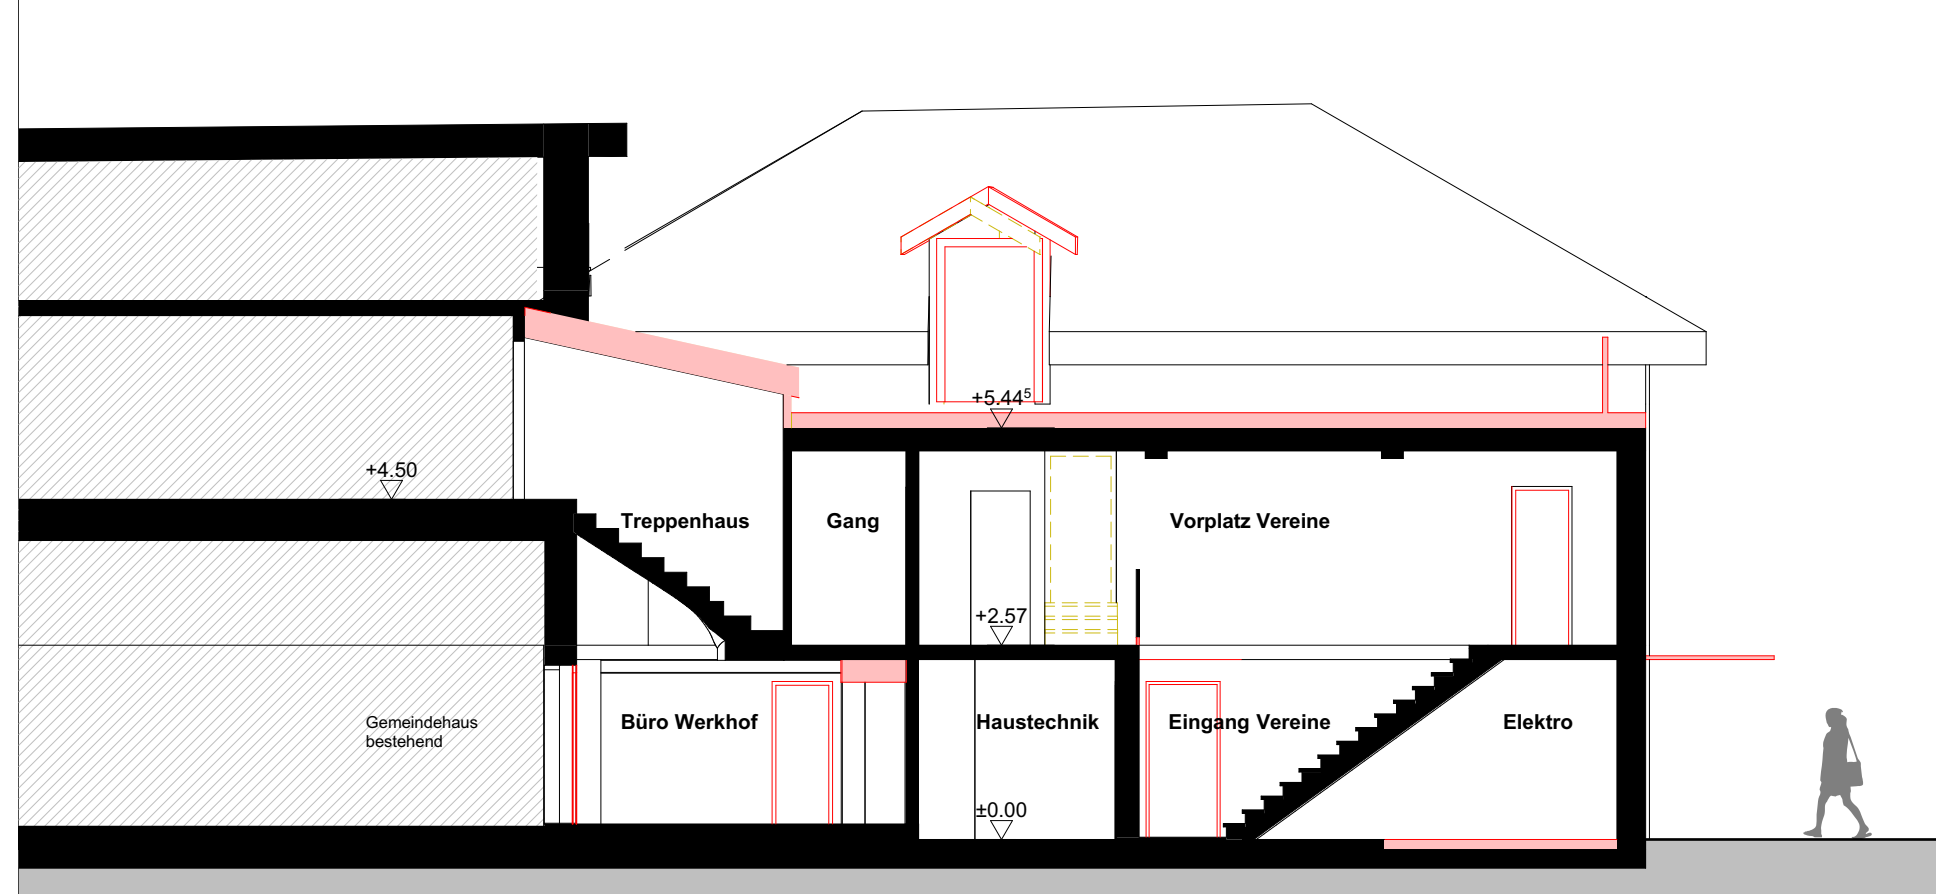 +5.44⁵
+4.50
Treppenhaus
Gang
Vorplatz Vereine
+2.57
Gemeindehaus
bestehend
Büro Werkhof
Haustechnik
Eingang Vereine
Elektro
±0.00